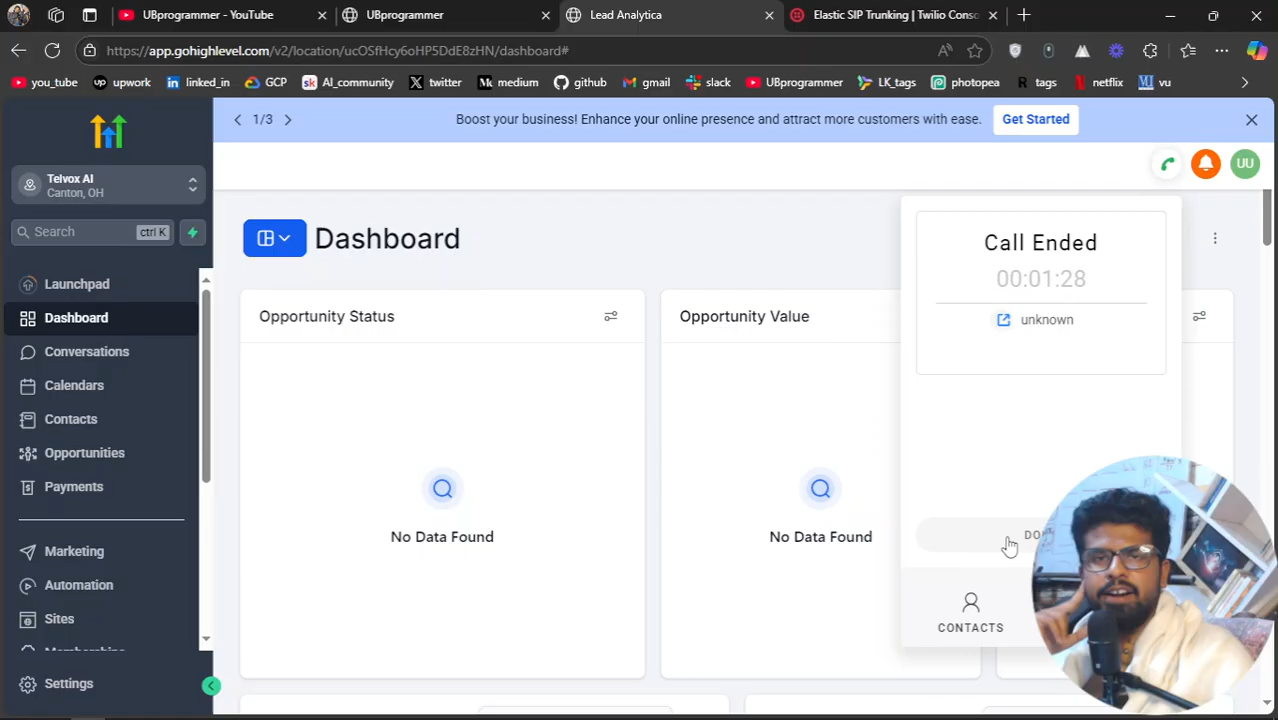 UBprogrammer - YouTube
UBprogrammer
Lead Analytica
Elastic SIP Trunking | Twilio Conso
https://app.gohighlevel.com/v2/location/ucOSfHcy6oHP5DdE8zHN/dashboard#
you_tube
upwork
linked_in
GCP
AI_community
twitter
medium
github
gmail
slack
UBprogrammer
LK_tags
photopea
tags
netflix
vu
1/3
Boost your business! Enhance your online presence and attract more customers with ease.
Get Started
Telvox AI
Canton, OH
UU
Search
ctrl K
Dashboard
Call Ended
00:01:28
unknown
Launchpad
Dashboard
Conversations
Calendars
Contacts
Opportunities
Payments
Marketing
Automation
Sites
Memberships
Settings
Opportunity Status
Opportunity Value
No Data Found
No Data Found
CONTACTS